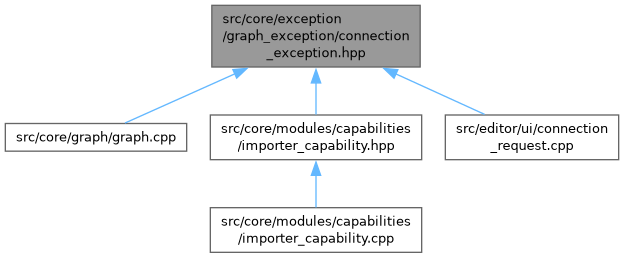 src/core/exception
/graph_exception/connection
_exception.hpp
src/core/graph/graph.cpp
src/core/modules/capabilities
/importer_capability.hpp
src/editor/ui/connection
_request.cpp
src/core/modules/capabilities
/importer_capability.cpp